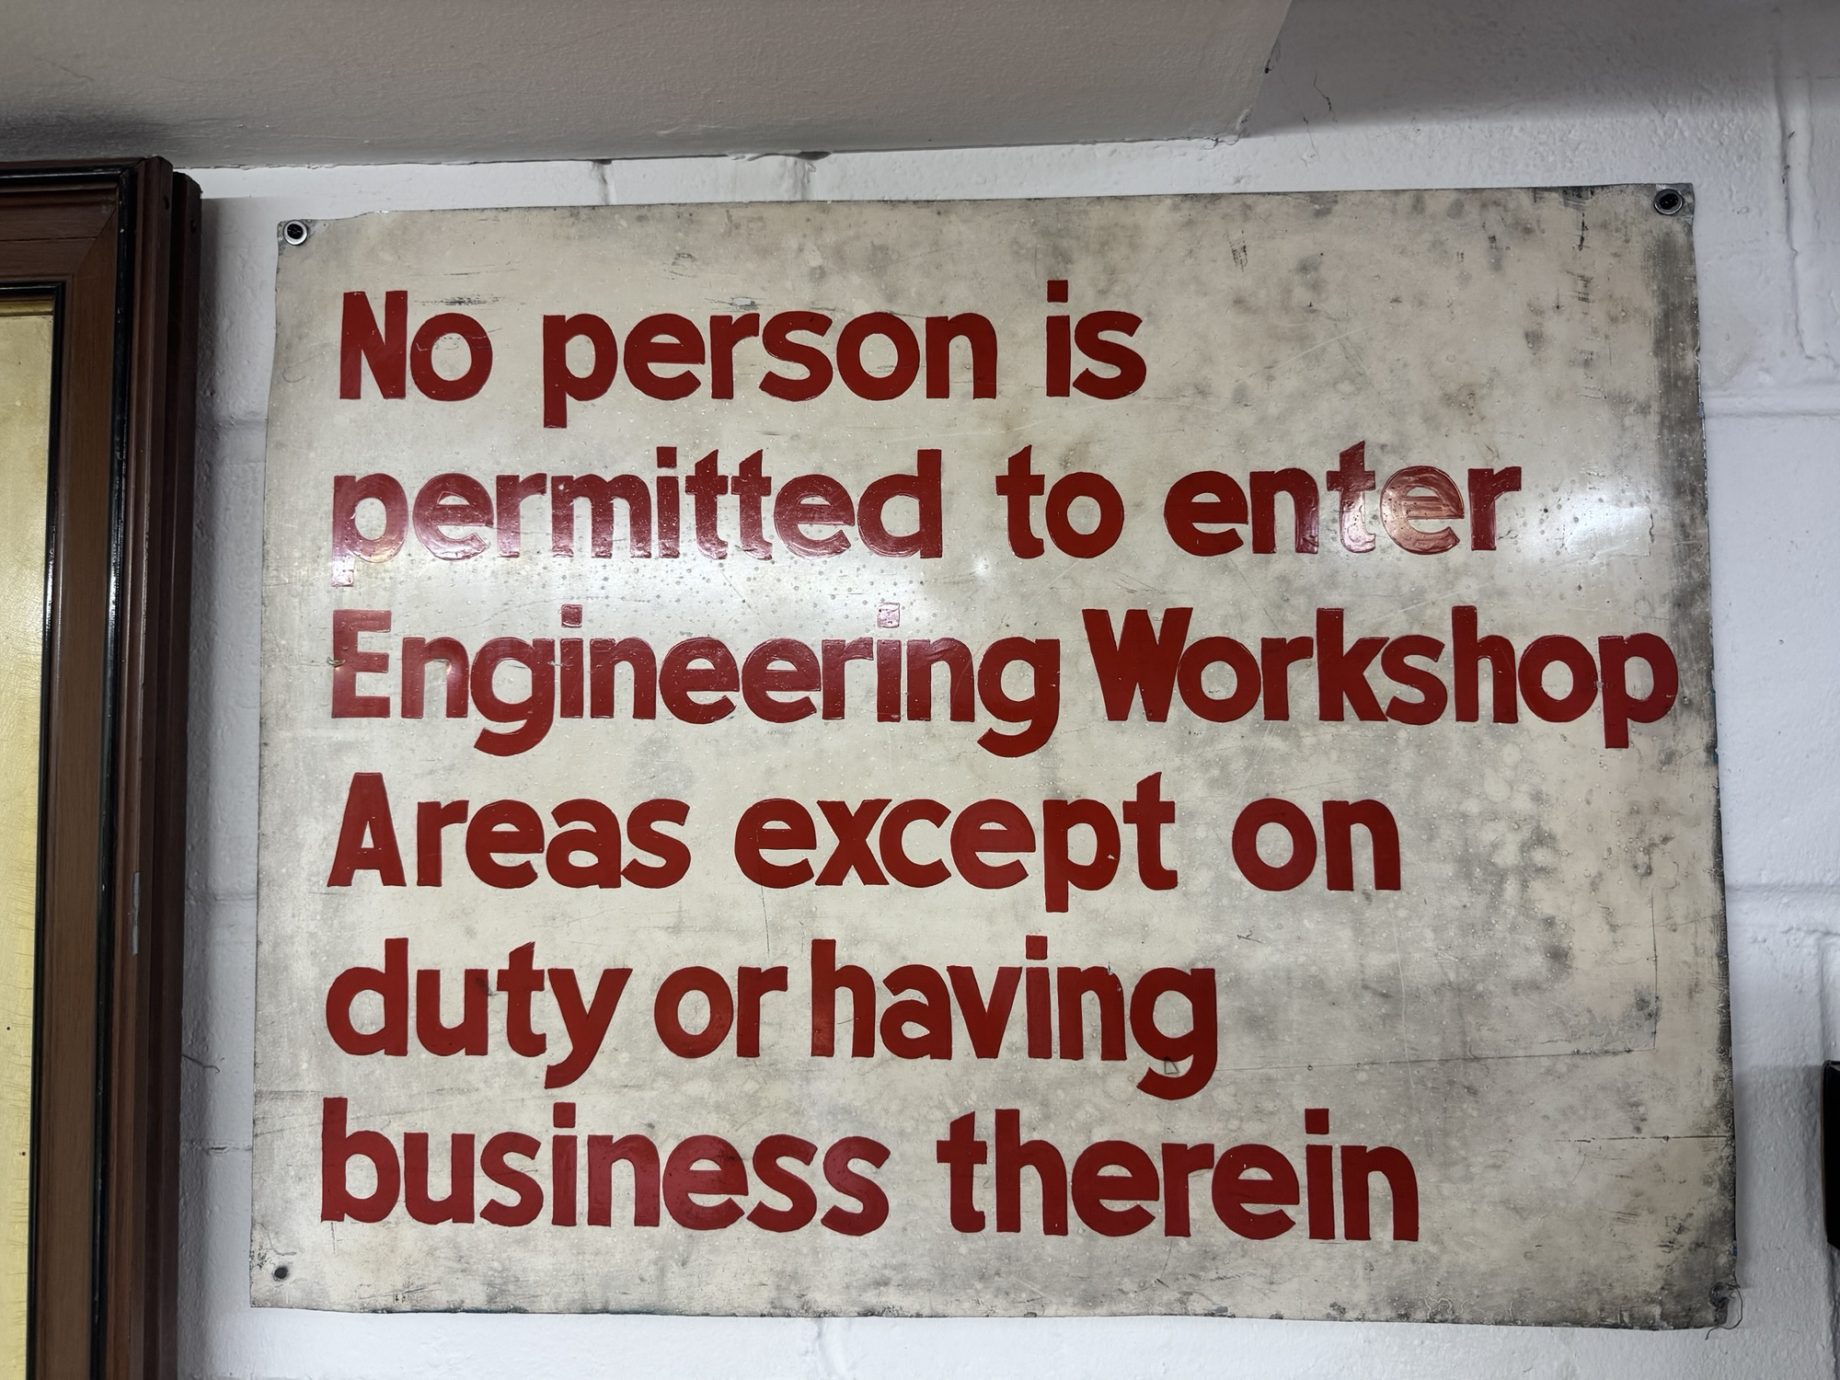 No person is
permitted to enter
Engineering Workshop
Areas except on
duty or having
business therein